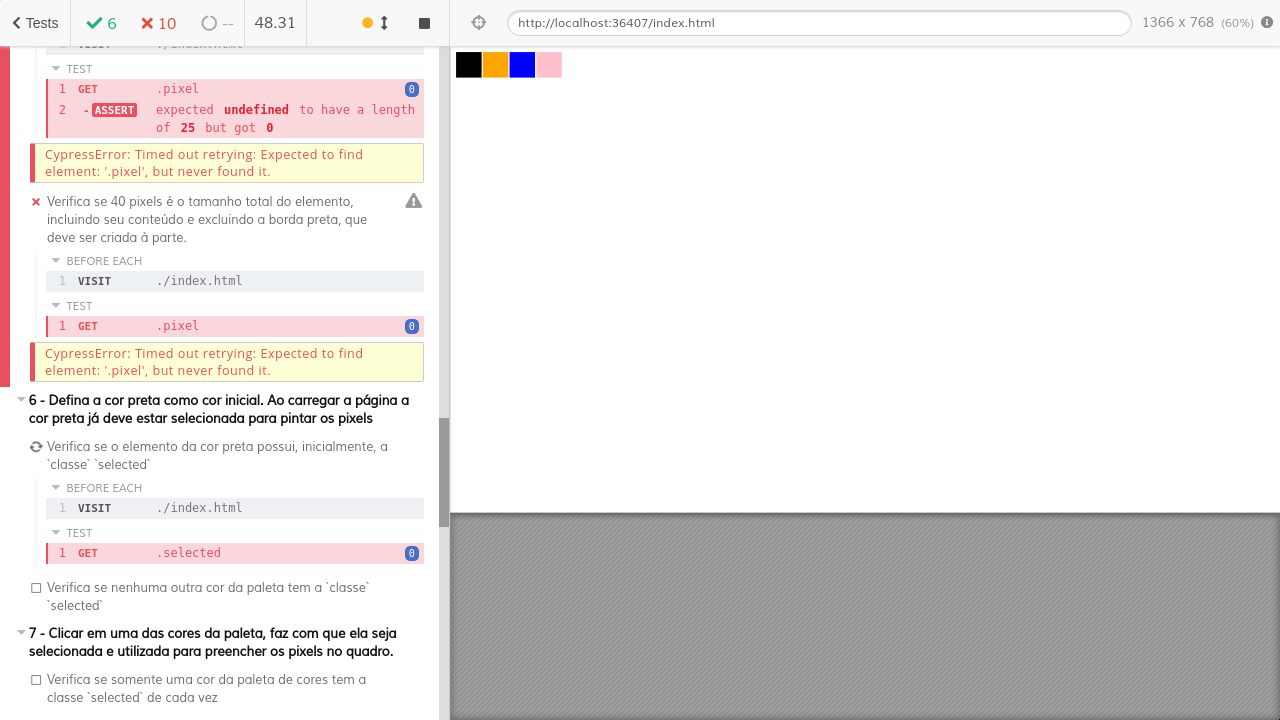 Tests
6
10
--
48.31
http://localhost:36407/index.html
1366 x 768 (60%)
1 VISIT ./index.html
TEST
1 GET .pixel 0
2 -ASSERT expected undefined to have a length
of 25 but got 0
CypressError: Timed out retrying: Expected to find
element: '.pixel', but never found it.
Verifica se 40 pixels é o tamanho total do elemento,
incluindo seu conteúdo e excluindo a borda preta, que
deve ser criada à parte.
BEFORE EACH
1 VISIT ./index.html
TEST
1 GET .pixel 0
CypressError: Timed out retrying: Expected to find
element: '.pixel', but never found it.
6 - Defina a cor preta como cor inicial. Ao carregar a página a
cor preta já deve estar selecionada para pintar os pixels
Verifica se o elemento da cor preta possui, inicialmente, a
`classe` `selected`
BEFORE EACH
1 VISIT ./index.html
TEST
1 GET .selected 0
Verifica se nenhuma outra cor da paleta tem a `classe`
`selected`
7 - Clicar em uma das cores da paleta, faz com que ela seja
selecionada e utilizada para preencher os pixels no quadro.
Verifica se somente uma cor da paleta de cores tem a
classe `selected` de cada vez